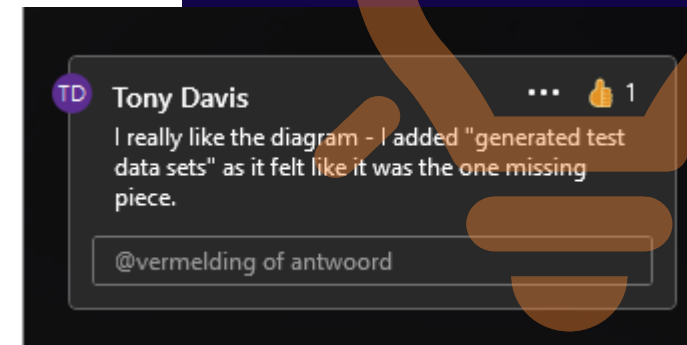 TD
Tony Davis
••• 👍 1
I really like the diagram - I added "generated test
data sets" as it felt like it was the one missing
piece.
@vermelding of antwoord